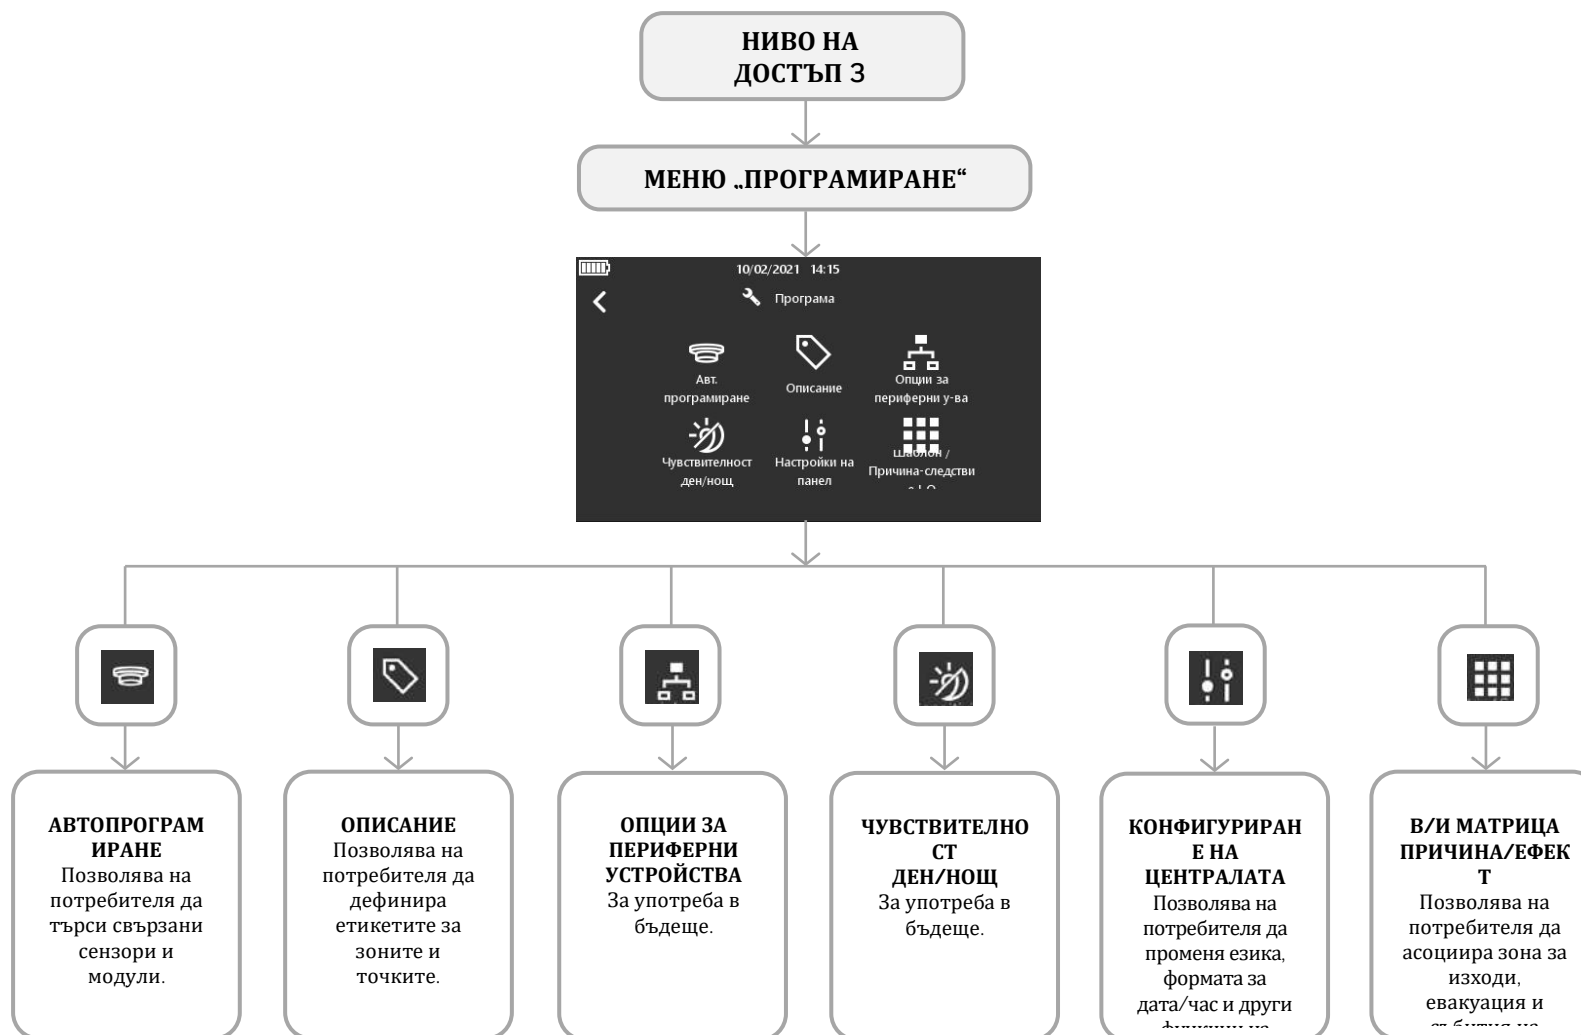 НИВО НА
ДОСТЪП 3
МЕНЮ „ПРОГРАМИРАНЕ“
10/02/2021 14:15
Програма
Авт.
програмиране
Описание
Опции за
периферни у-ва
Чувствителност
ден/нощ
Настройки на
панел
Шаблон /
Причина-следстви
АВТОПРОГРАМ
ИРАНЕ
Позволява на
потребителя да
търси свързани
сензори и
модули.
ОПИСАНИЕ
Позволява на
потребителя да
дефинира
етикетите за
зоните и
точките.
ОПЦИИ ЗА
ПЕРИФЕРНИ
УСТРОЙСТВА
За употреба в
бъдеще.
ЧУВСТВИТЕЛНО
СТ
ДЕН/НОЩ
За употреба в
бъдеще.
КОНФИГУРИРАН
Е НА
ЦЕНТРАЛАТА
Позволява на
потребителя да
променя езика,
формата за
дата/час и други
функции на
В/И МАТРИЦА
ПРИЧИНА/ЕФЕК
Т
Позволява на
потребителя да
асоциира зона за
изходи,
евакуация и
събития на